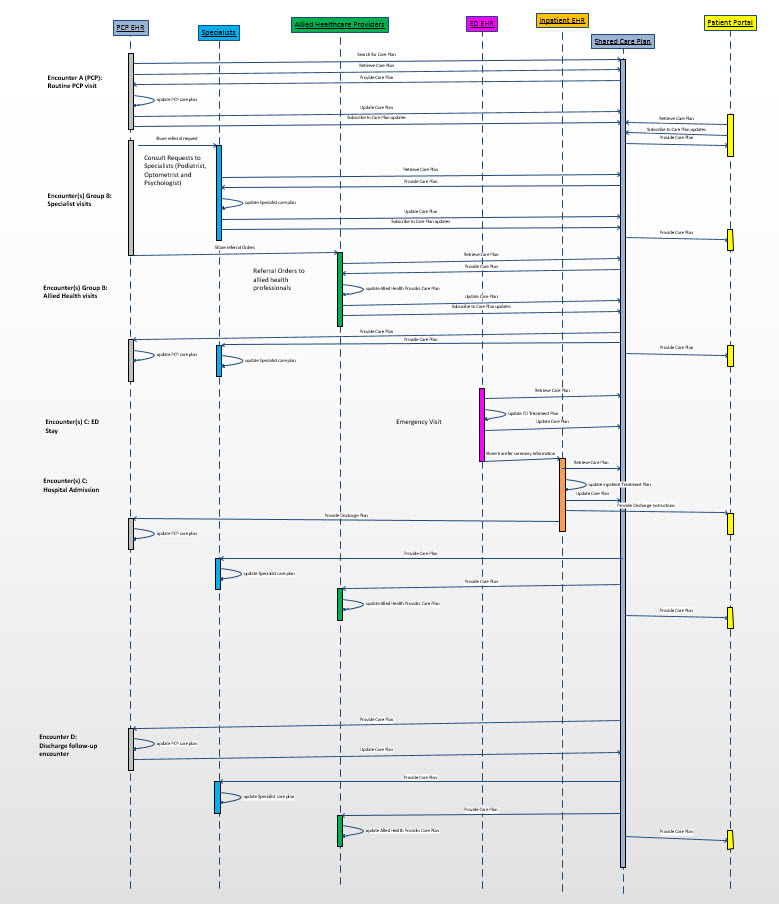 PCP EHR
Specialists
Allied Healthcare Providers
ED EHR
Inpatient EHR
Shared Care Plan
Patient Portal
Encounter A (PCP):
Routine PCP visit
Search for Care Plan
Retrieve Care Plan
Provide Care Plan
update PCP care plan
Update Care Plan
Subscribe to Care Plan updates
Retrieve Care Plan
Subscribe to Care Plan updates
Provide Care Plan
Share referral request
Consult Requests to
Specialists (Podiatrist,
Optometrist and
Psychologist)
Encounter(s) Group B:
Specialist visits
Retrieve Care Plan
Provide Care Plan
update Specialist care plan
Update Care Plan
Subscribe to Care Plan updates
Provide Care Plan
Share referral Orders
Referral Orders to
allied health
professionals
Encounter(s) Group B:
Allied Health visits
Retrieve Care Plan
Provide Care Plan
update Allied Health Providrs Care Plan
Update Care Plan
Subscribe to Care Plan updates
Provide Care Plan
Provide Care Plan
update PCP care plan
update Specialist care plan
Provide Care Plan
Encounter(s) C: ED
Stay
Emergency Visit
Retrieve Care Plan
update ED Treatment Plan
Update Care Plan
Share transfer summary information
Encounter(s) C:
Hospital Admission
Retrieve Care Plan
update Inpatient Treatment Plan
Update Care Plan
Provide Discharge Instructions
Provide Discharge Plan
update PCP care plan
Provide Care Plan
update Specialist care plan
Provide Care Plan
update Allied Health Providrs Care Plan
Provide Care Plan
Encounter D:
Discharge follow-up
encounter
Provide Care Plan
update PCP care plan
Update Care Plan
Provide Care Plan
update Specialist care plan
Provide Care Plan
update Allied Health Providrs Care Plan
Provide Care Plan